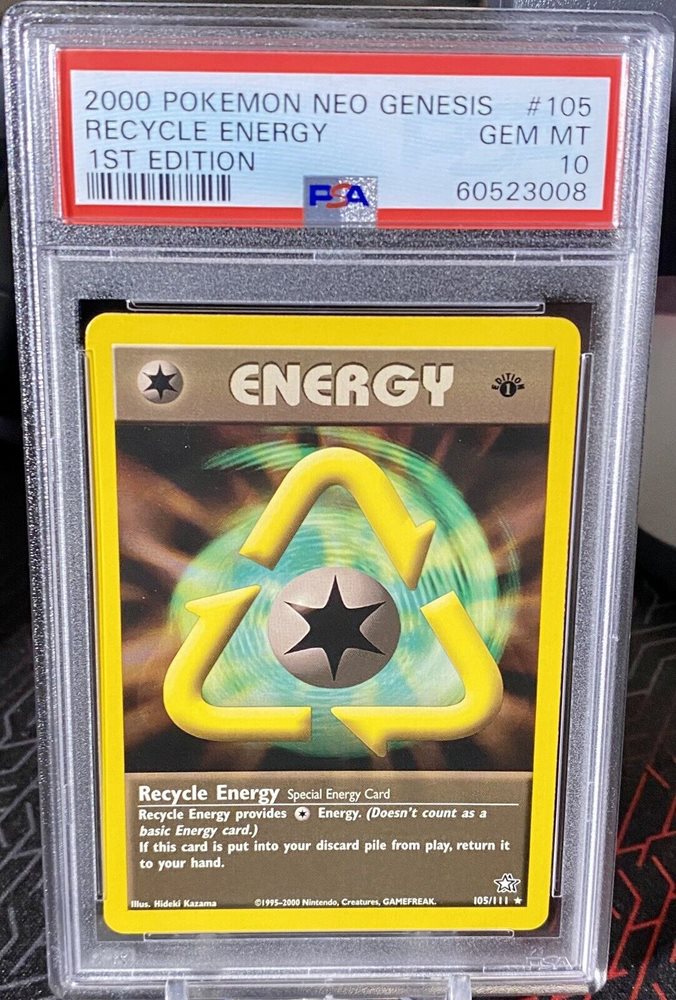 2000 POKEMON NEO GENESIS #105
RECYCLE ENERGY GEM MT
1ST EDITION 10
PSA 60523008
ENERGY
EDITION
1
Recycle Energy Special Energy Card
Recycle Energy provides Energy. (Doesn't count as a
basic Energy card.)
If this card is put into your discard pile from play, return it
to your hand.
Illus. Hideki Kazama ©1995-2000 Nintendo, Creatures, GAMEFREAK. 105/111 ★
PSA